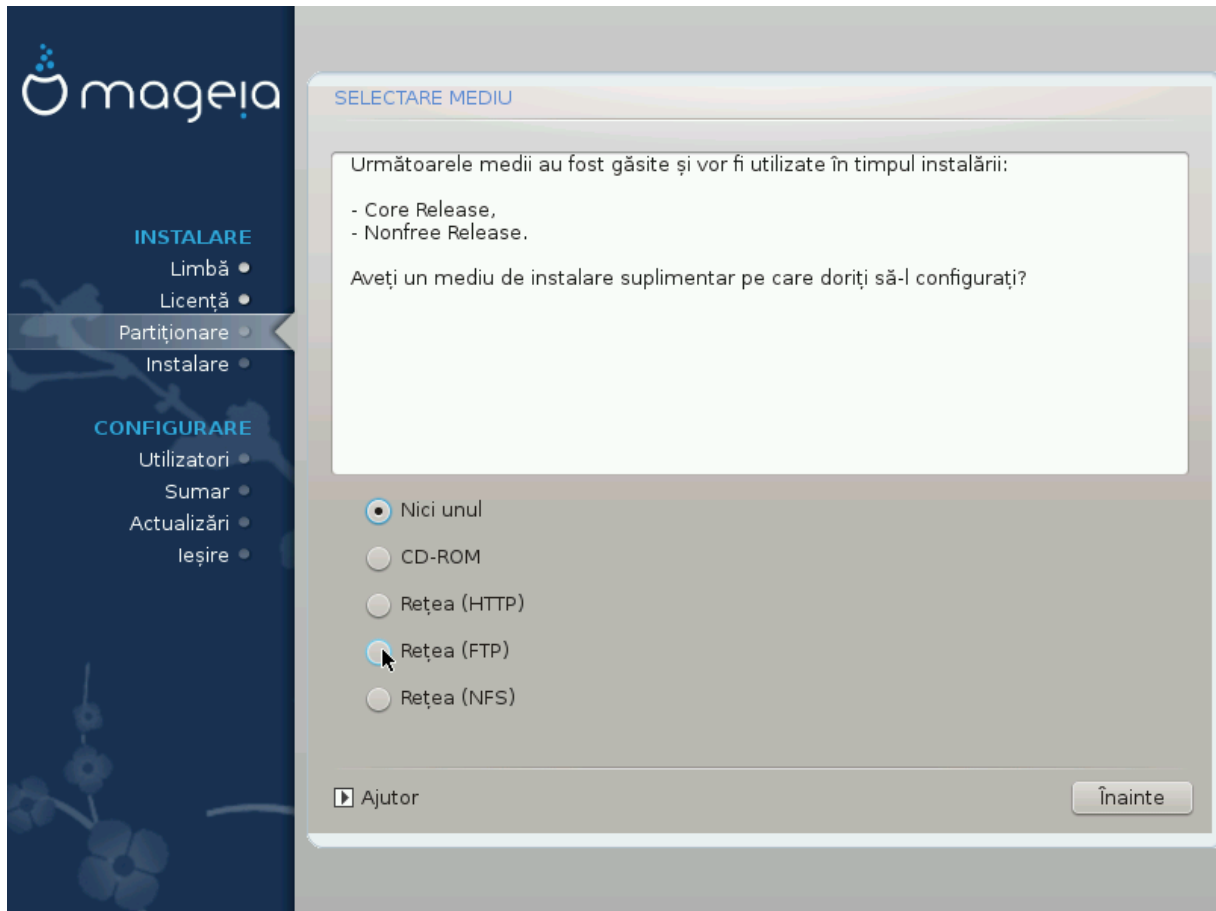 mageia
INSTALARE
Limbă
Licență
Partiționare
Instalare
CONFIGURARE
Utilizatori
Sumar
Actualizări
Ieșire
SELECTARE MEDIU
Următoarele medii au fost găsite și vor fi utilizate în timpul instalării:
- Core Release,
- Nonfree Release.
Aveți un mediu de instalare suplimentar pe care doriți să-l configurați?
Nici unul
CD-ROM
Rețea (HTTP)
Rețea (FTP)
Rețea (NFS)
Ajutor
Înainte